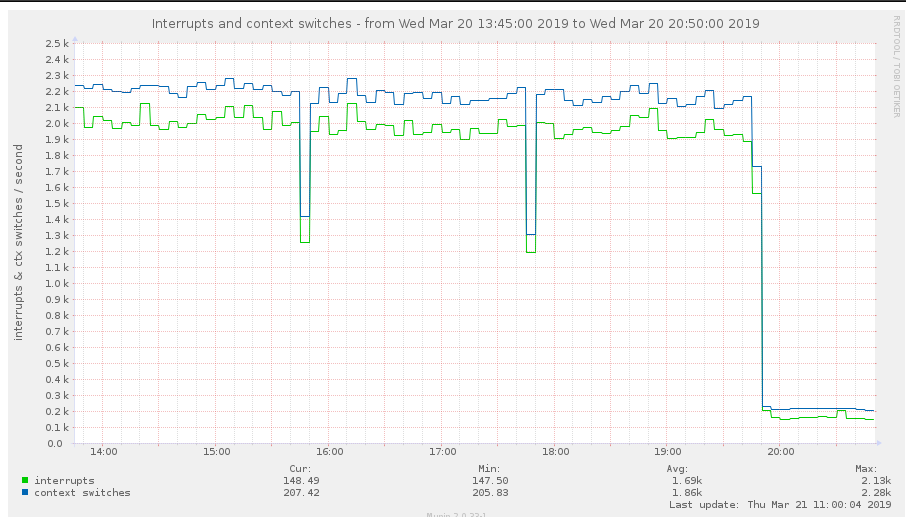 Interrupts and context switches - from Wed Mar 20 13:45:00 2019 to Wed Mar 20 20:50:00 2019
RRDTOOL / TOBI OETIKER
interrupts & ctx switches / second
2.5 k
2.4 k
2.3 k
2.2 k
2.1 k
2.0 k
1.9 k
1.8 k
1.7 k
1.6 k
1.5 k
1.4 k
1.3 k
1.2 k
1.1 k
1.0 k
0.9 k
0.8 k
0.7 k
0.6 k
0.5 k
0.4 k
0.3 k
0.2 k
0.1 k
0.0
14:00 15:00 16:00 17:00 18:00 19:00 20:00
Cur: Min: Avg: Max:
interrupts 148.49 147.50 1.69k 2.13k
context switches 207.42 205.83 1.86k 2.28k
Last update: Thu Mar 21 11:00:04 2019